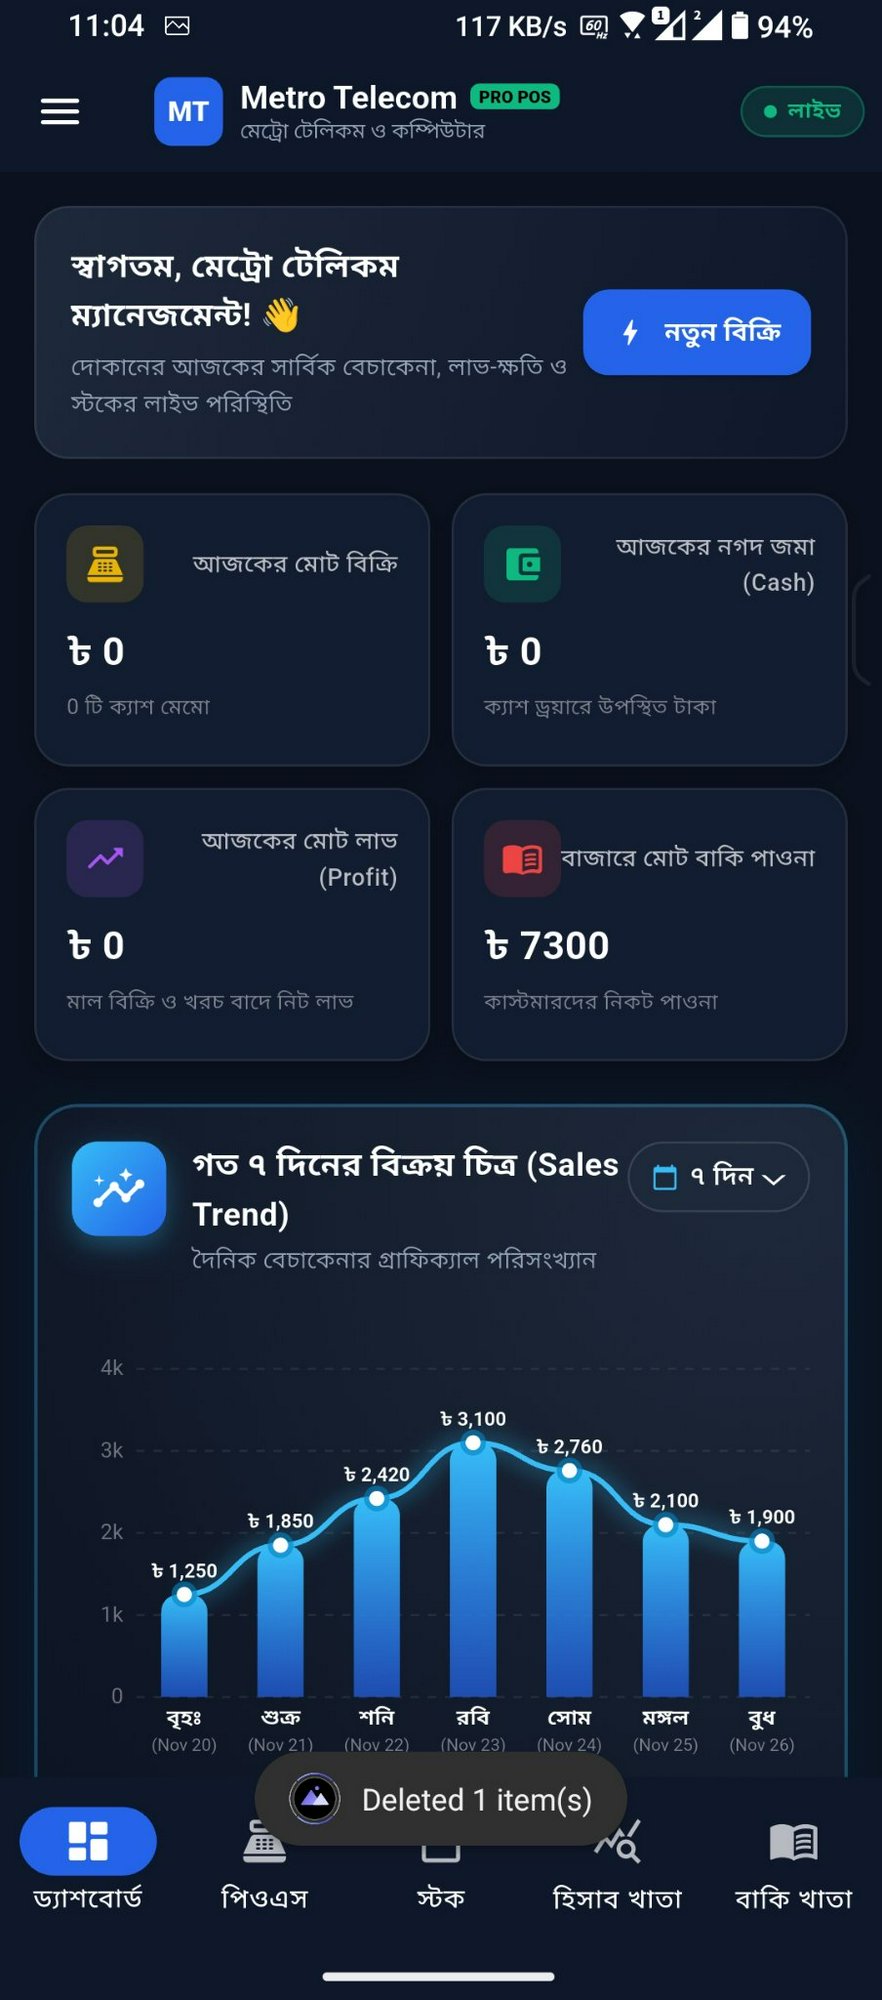 11:04
117 KB/s 60 Hz 1 2 94%
MT
Metro Telecom PRO POS
মেট্রো টেলিকম ও কম্পিউটার
লাইভ
স্বাগতম, মেট্রো টেলিকম
ম্যানেজমেন্ট! 👋
দোকানের আজকের সার্বিক বেচাকেনা, লাভ-ক্ষতি ও
স্টকের লাইভ পরিস্থিতি
নতুন বিক্রি
আজকের মোট বিক্রি
৳ 0
0 টি ক্যাশ মেমো
আজকের নগদ জমা
(Cash)
৳ 0
ক্যাশ ড্রয়ারে উপস্থিত টাকা
আজকের মোট লাভ
(Profit)
৳ 0
মাল বিক্রি ও খরচ বাদে নিট লাভ
বাজারে মোট বাকি পাওনা
৳ 7300
কাস্টমারদের নিকট পাওনা
গত ৭ দিনের বিক্রয় চিত্র (Sales
Trend)
দৈনিক বেচাকেনার গ্রাফিক্যাল পরিসংখ্যান
৭ দিন
4k
3k
2k
1k
0
৳ 1,250
৳ 1,850
৳ 2,420
৳ 3,100
৳ 2,760
৳ 2,100
৳ 1,900
বৃহঃ শুক্র শনি রবি সোম মঙ্গল বুধ
(Nov 20) (Nov 21) (Nov 22) (Nov 23) (Nov 24) (Nov 25) (Nov 26)
Deleted 1 item(s)
ড্যাশবোর্ড পিওএস স্টক হিসাব খাতা বাকি খাতা